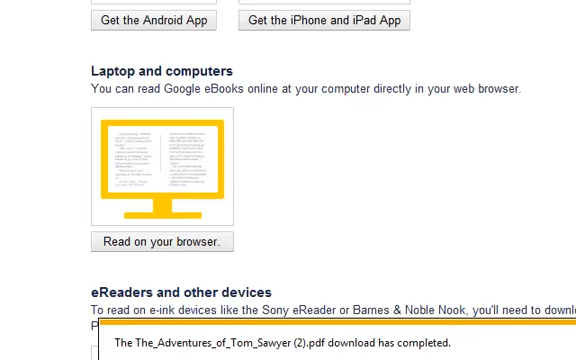 Get the Android App
Get the iPhone and iPad App
Laptop and computers
You can read Google eBooks online at your computer directly in your web browser.
Read on your browser.
eReaders and other devices
To read on e-ink devices like the Sony eReader or Barnes & Noble Nook, you'll need to downl
The The_Adventures_of_Tom_Sawyer (2).pdf download has completed.